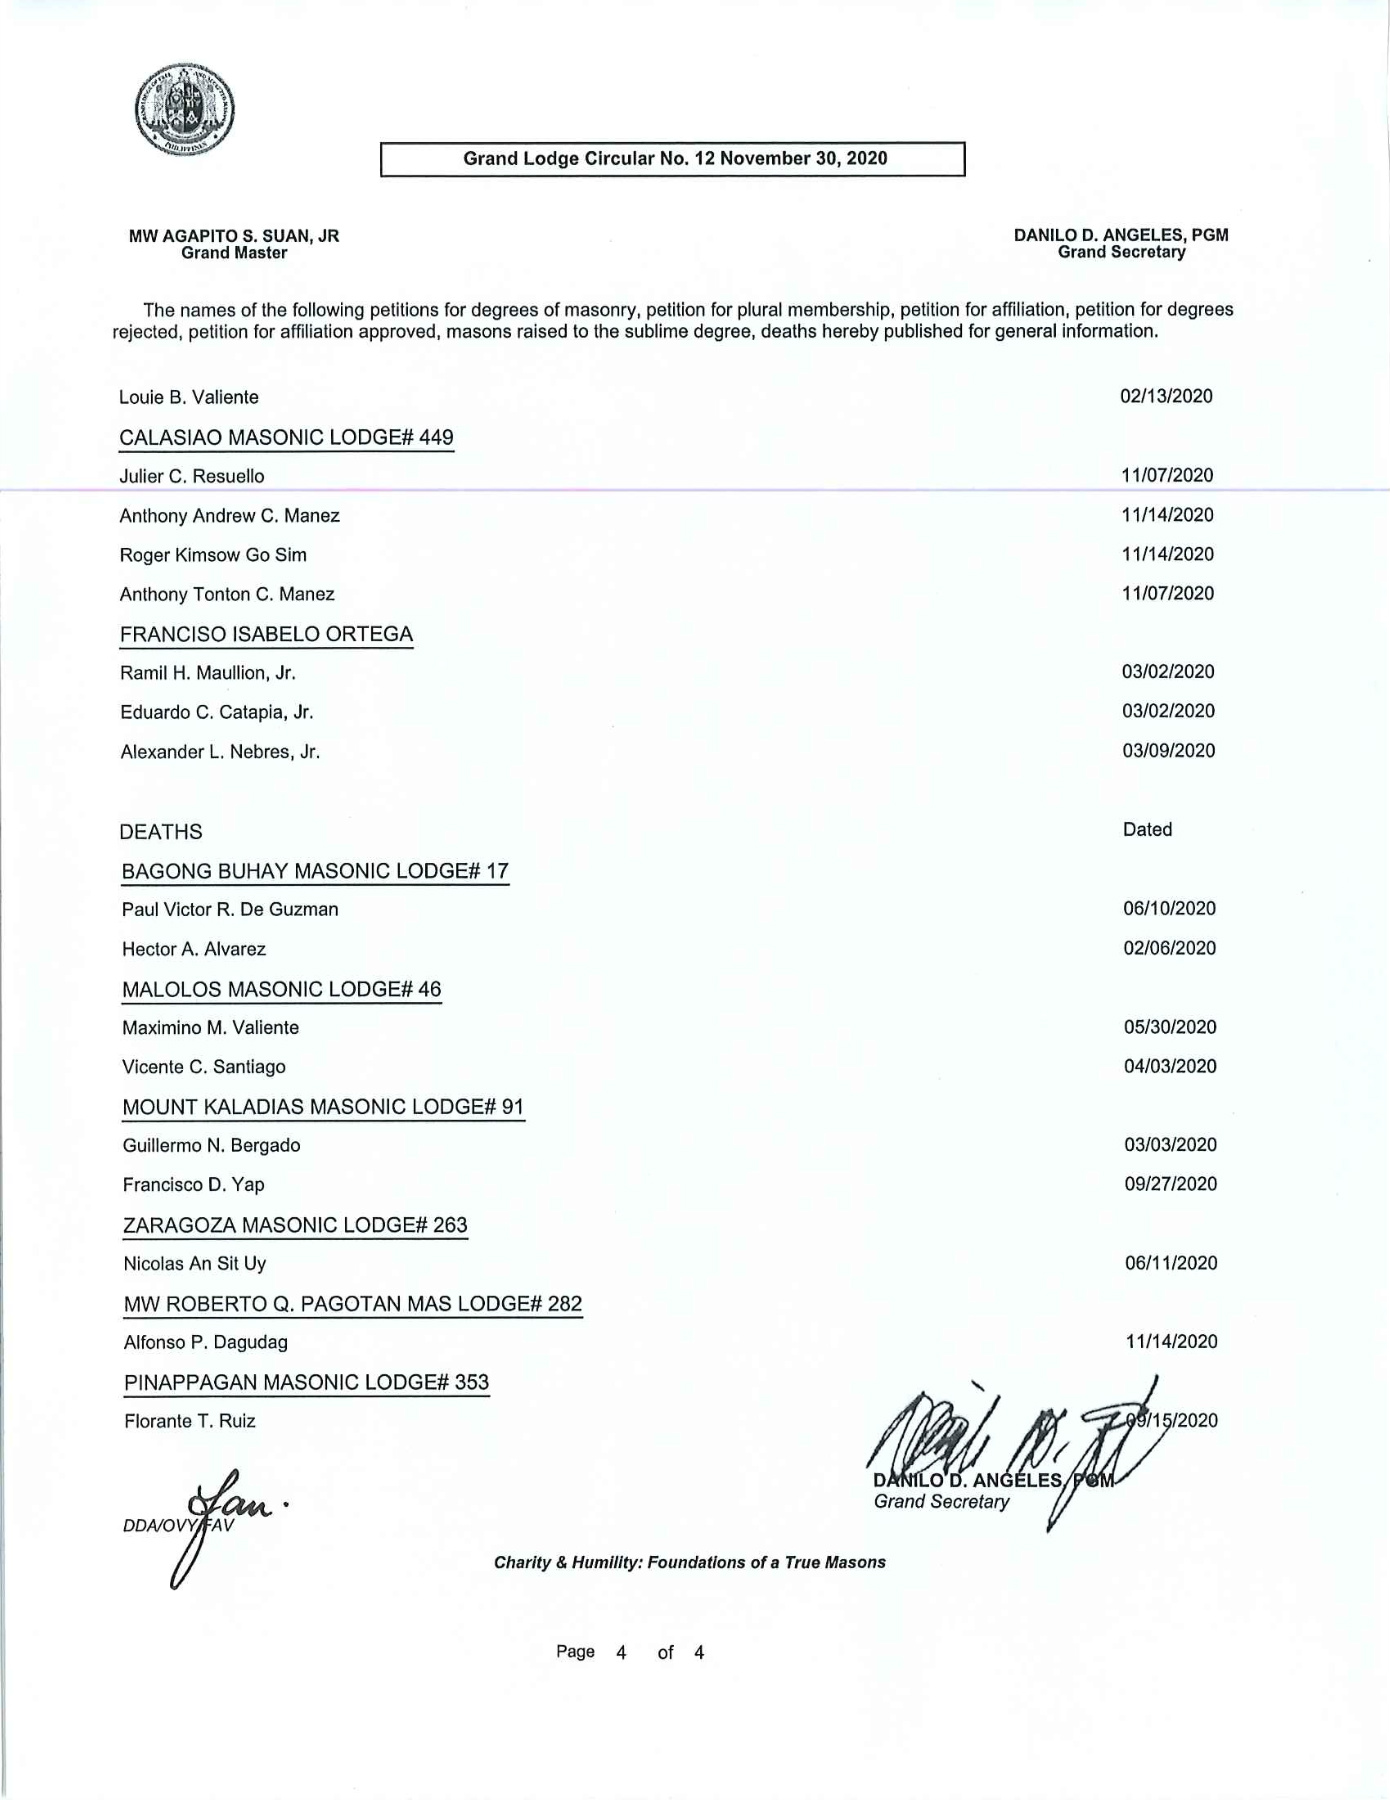 PHILIPPINES
Grand Lodge Circular No. 12 November 30, 2020
MW AGAPITO S. SUAN, JR
Grand Master
DANILO D. ANGELES, PGM
Grand Secretary
The names of the following petitions for degrees of masonry, petition for plural membership, petition for affiliation, petition for degrees
rejected, petition for affiliation approved, masons raised to the sublime degree, deaths hereby published for general information.
Louie B. Valiente 02/13/2020
CALASIAO MASONIC LODGE# 449
Julier C. Resuello 11/07/2020
Anthony Andrew C. Manez 11/14/2020
Roger Kimsow Go Sim 11/14/2020
Anthony Tonton C. Manez 11/07/2020
FRANCISO ISABELO ORTEGA
Ramil H. Maullion, Jr. 03/02/2020
Eduardo C. Catapia, Jr. 03/02/2020
Alexander L. Nebres, Jr. 03/09/2020
DEATHS Dated
BAGONG BUHAY MASONIC LODGE# 17
Paul Victor R. De Guzman 06/10/2020
Hector A. Alvarez 02/06/2020
MALOLOS MASONIC LODGE# 46
Maximino M. Valiente 05/30/2020
Vicente C. Santiago 04/03/2020
MOUNT KALADIAS MASONIC LODGE# 91
Guillermo N. Bergado 03/03/2020
Francisco D. Yap 09/27/2020
ZARAGOZA MASONIC LODGE# 263
Nicolas An Sit Uy 06/11/2020
MW ROBERTO Q. PAGOTAN MAS LODGE# 282
Alfonso P. Dagudag 11/14/2020
PINAPPAGAN MASONIC LODGE# 353
Florante T. Ruiz 09/15/2020
DANILO D. ANGELES, PGM
Grand Secretary
DDA/OVY/FAV
Charity & Humility: Foundations of a True Masons
Page 4 of 4